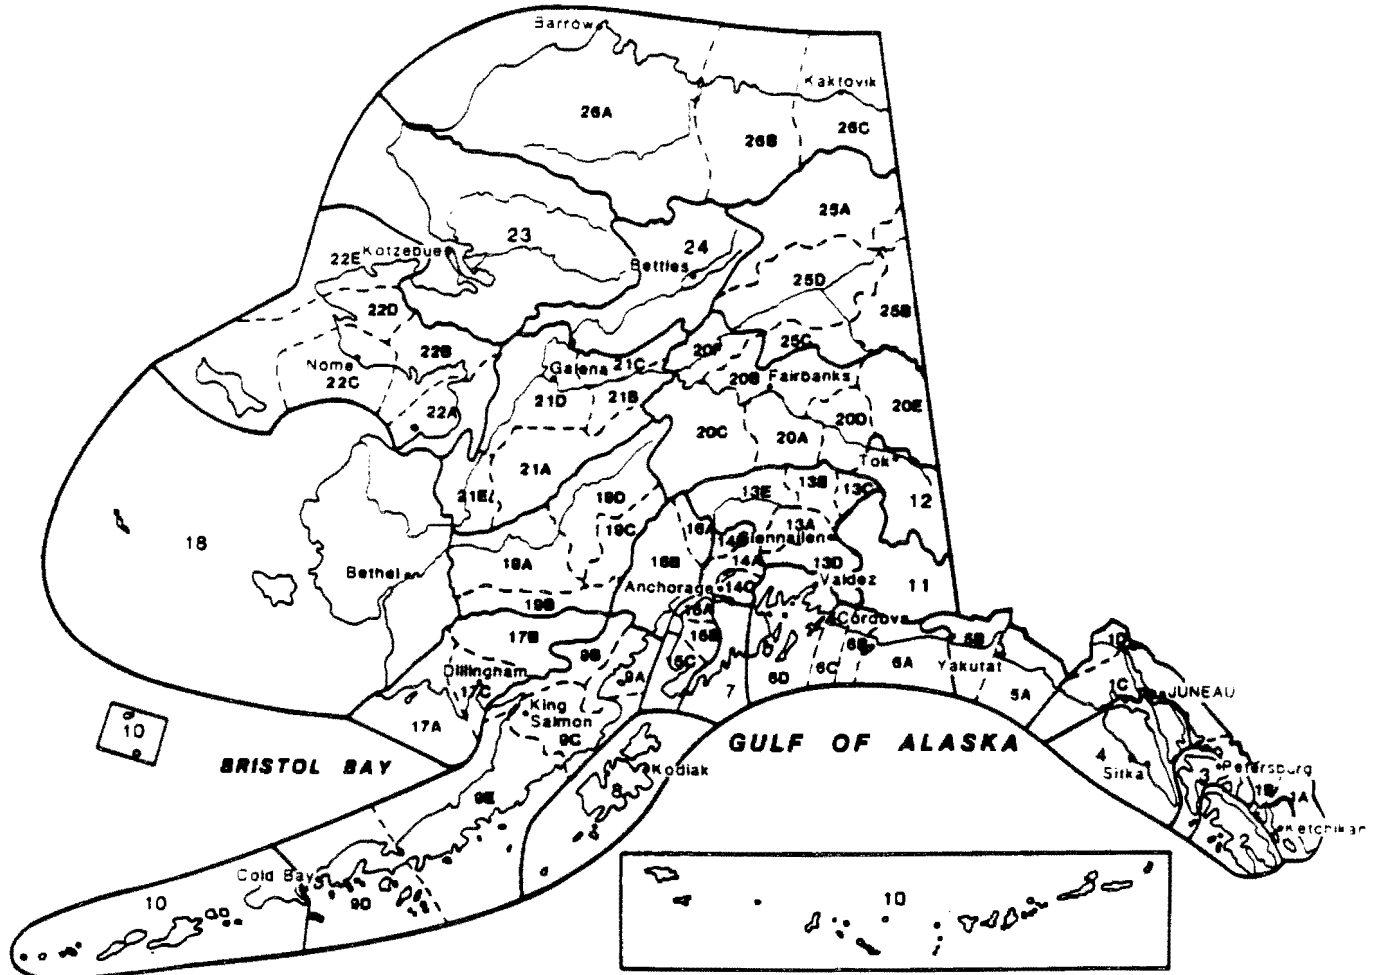 Barrow
Kaktovik
26A
26B
26C
25A
23
24
22E
Kotzebue
Bettles
25D
22D
25B
22B
20F
25C
Nome
22C
Galena
21C
20B
Fairbanks
21D
21B
22A
20E
20C
20A
20D
Tok
21A
21E
19D
13E
13B
13C
12
19C
16A
13A
18
Glennallen
14A
13D
19A
16B
Bethel
Anchorage
14C
Valdez
11
19B
15A
Cordova
17B
15B
9B
6B
5B
1D
Dillingham
17C
9A
7
6D
6C
6A
Yakutat
5A
1C
JUNEAU
King
Salmon
17A
9C
10
BRISTOL BAY
GULF OF ALASKA
4
Sitka
3
Petersburg
Kodiak
8
9E
1B
1A
2
Ketchikan
Cold Bay
9D
10
10